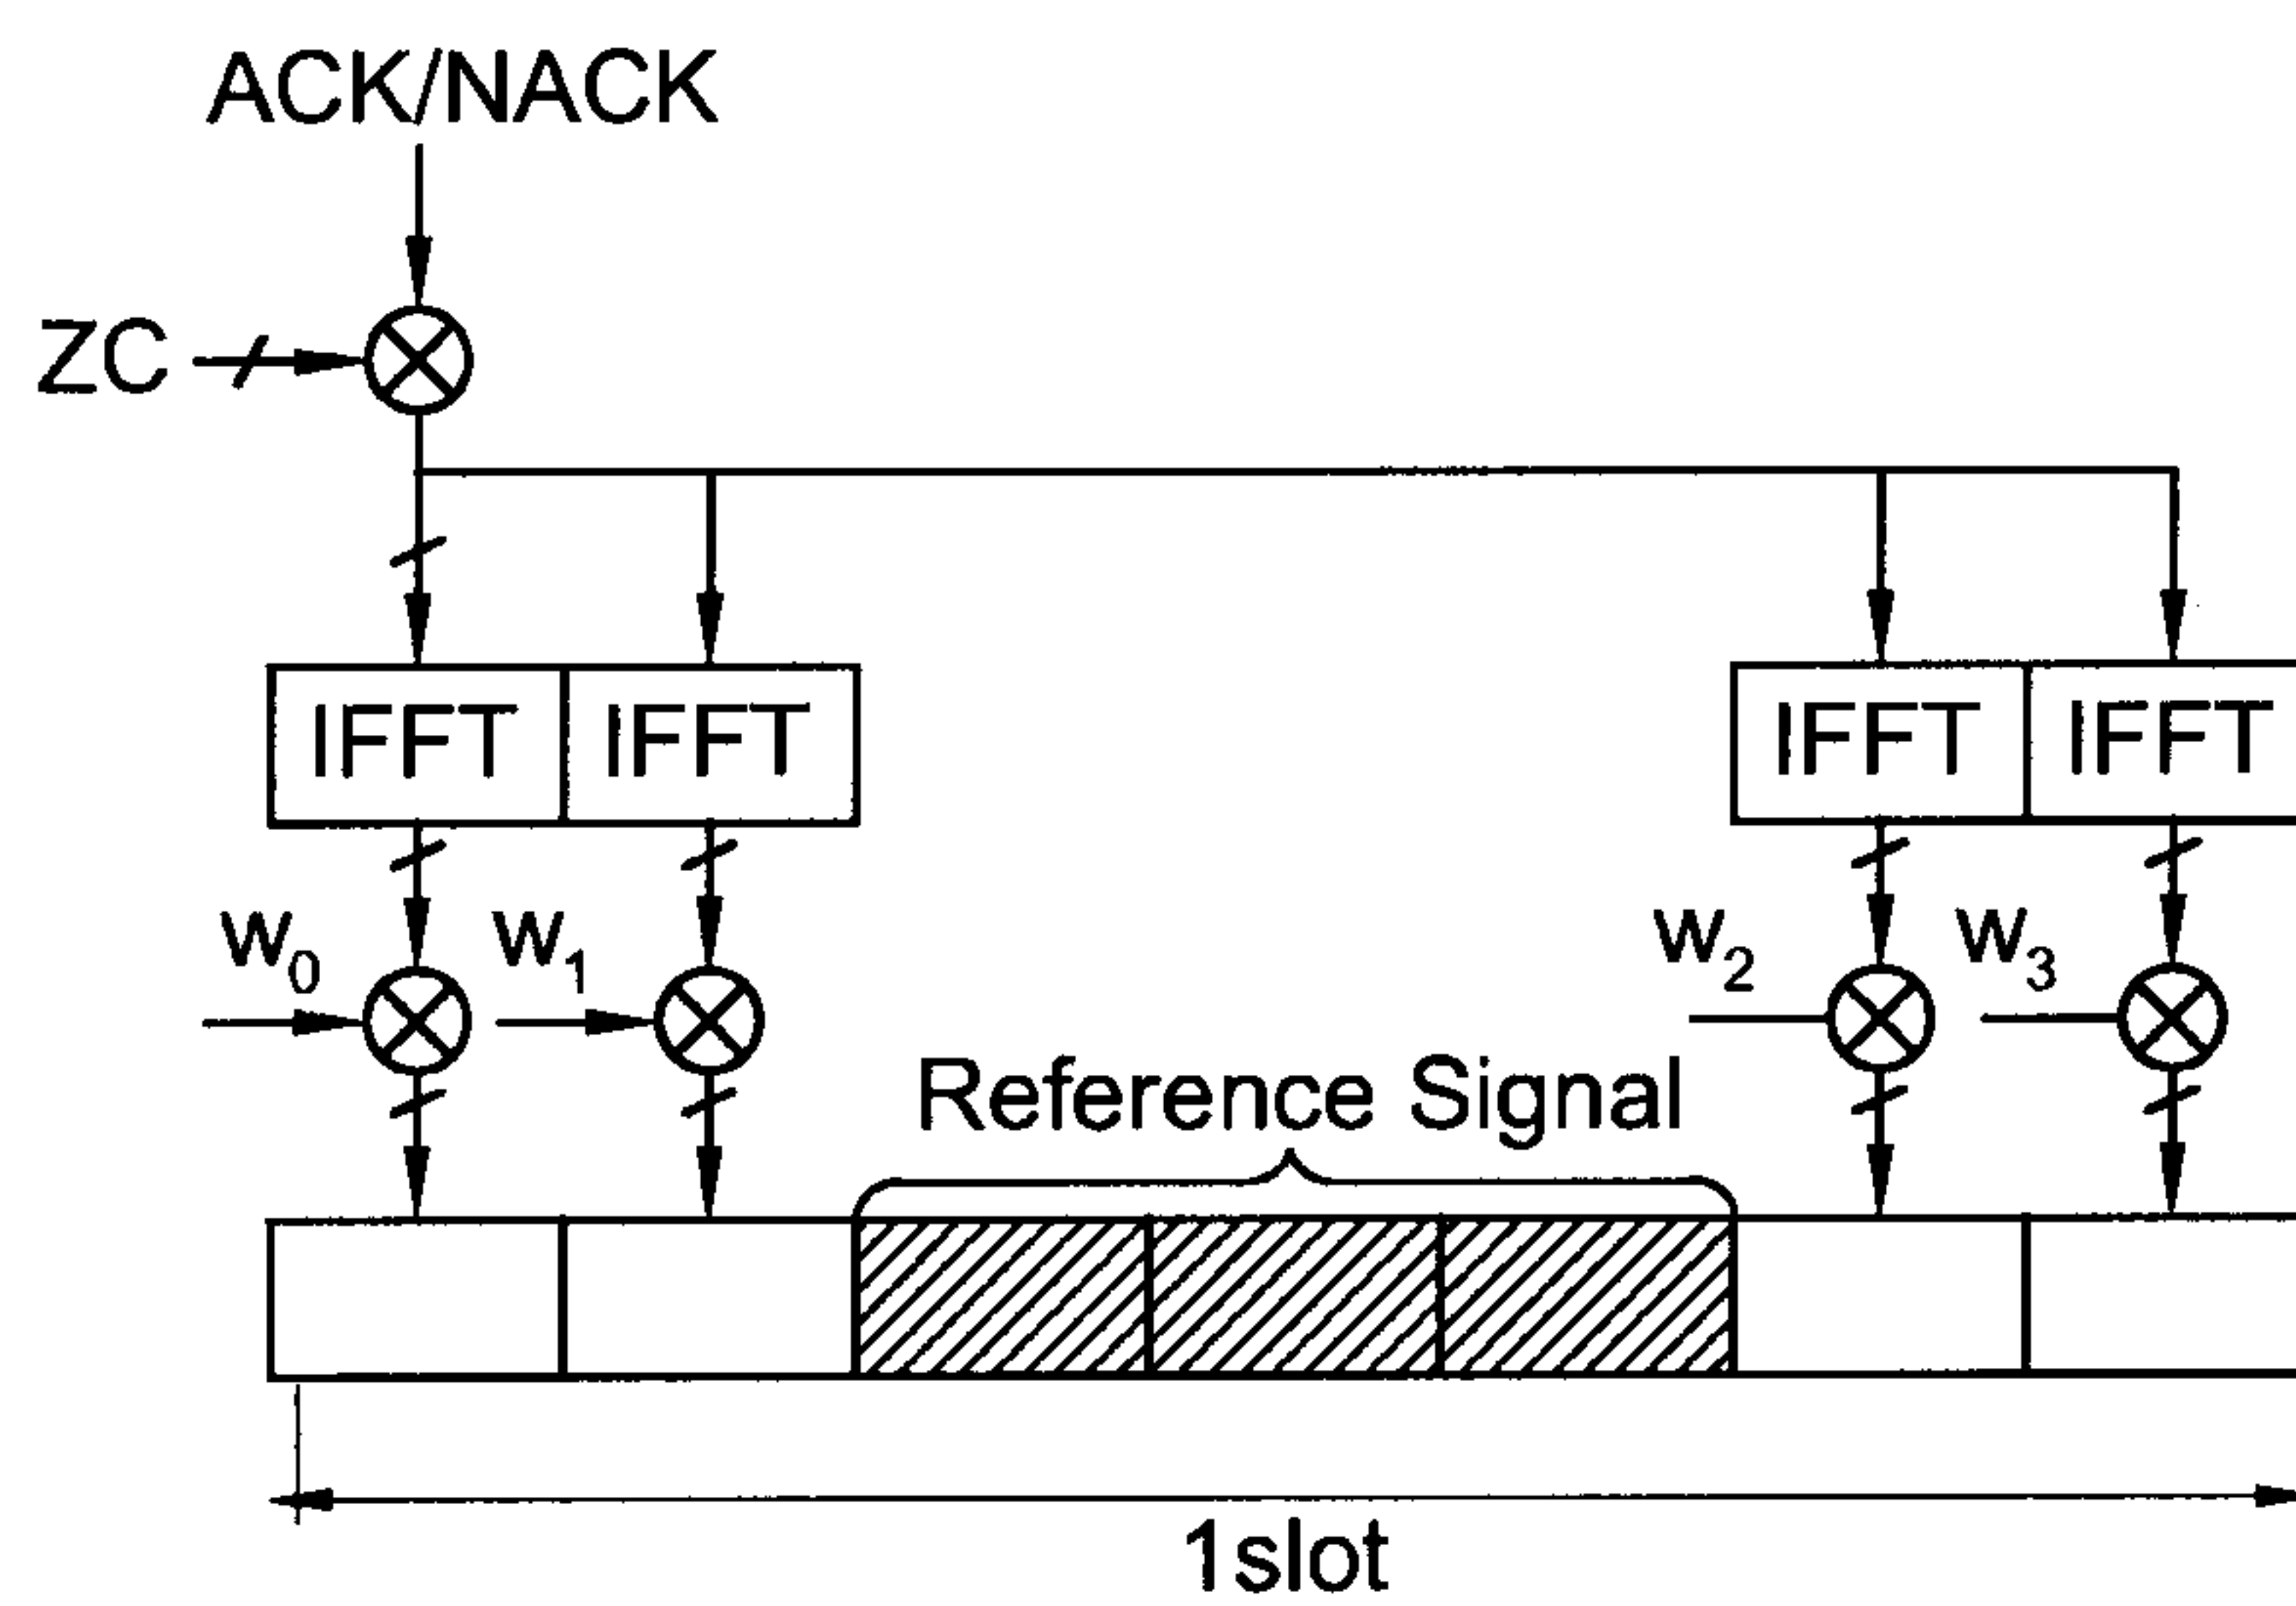 ACK/NACK
ZC
IFFT IFFT IFFT IFFT
w0 w1 w2 w3
Reference Signal
1slot